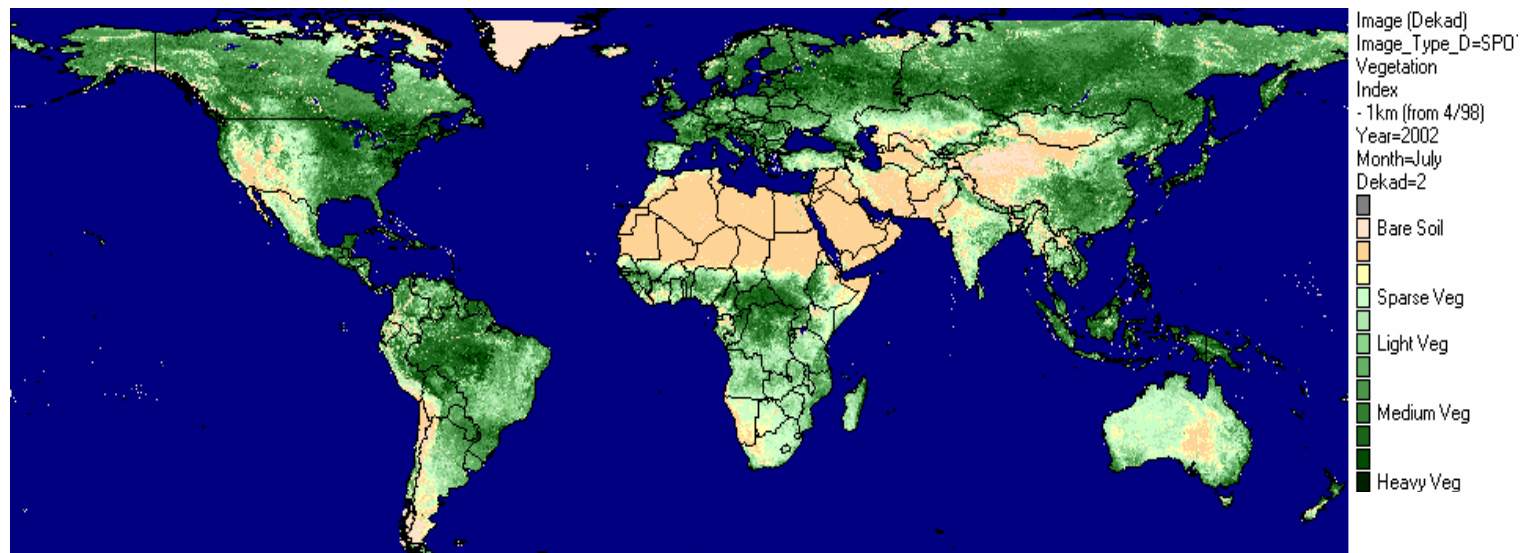 Image (Dekad)
Image_Type_D=SPOT
Vegetation
Index
- 1km (from 4/98)
Year=2002
Month=July
Dekad=2
Bare Soil
Sparse Veg
Light Veg
Medium Veg
Heavy Veg